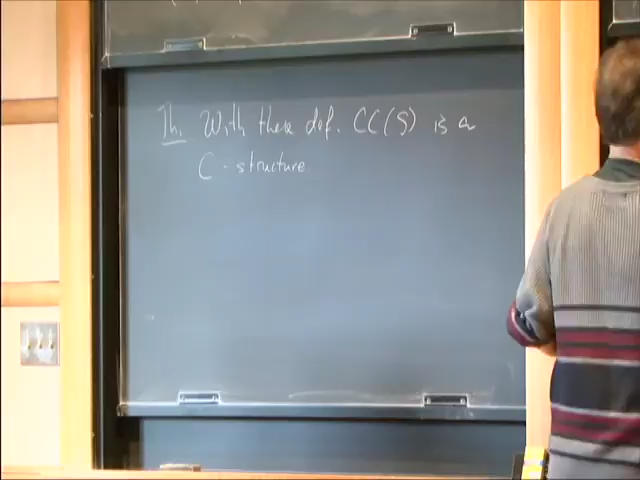 Th. With these def. CC(S) is a
C-structure